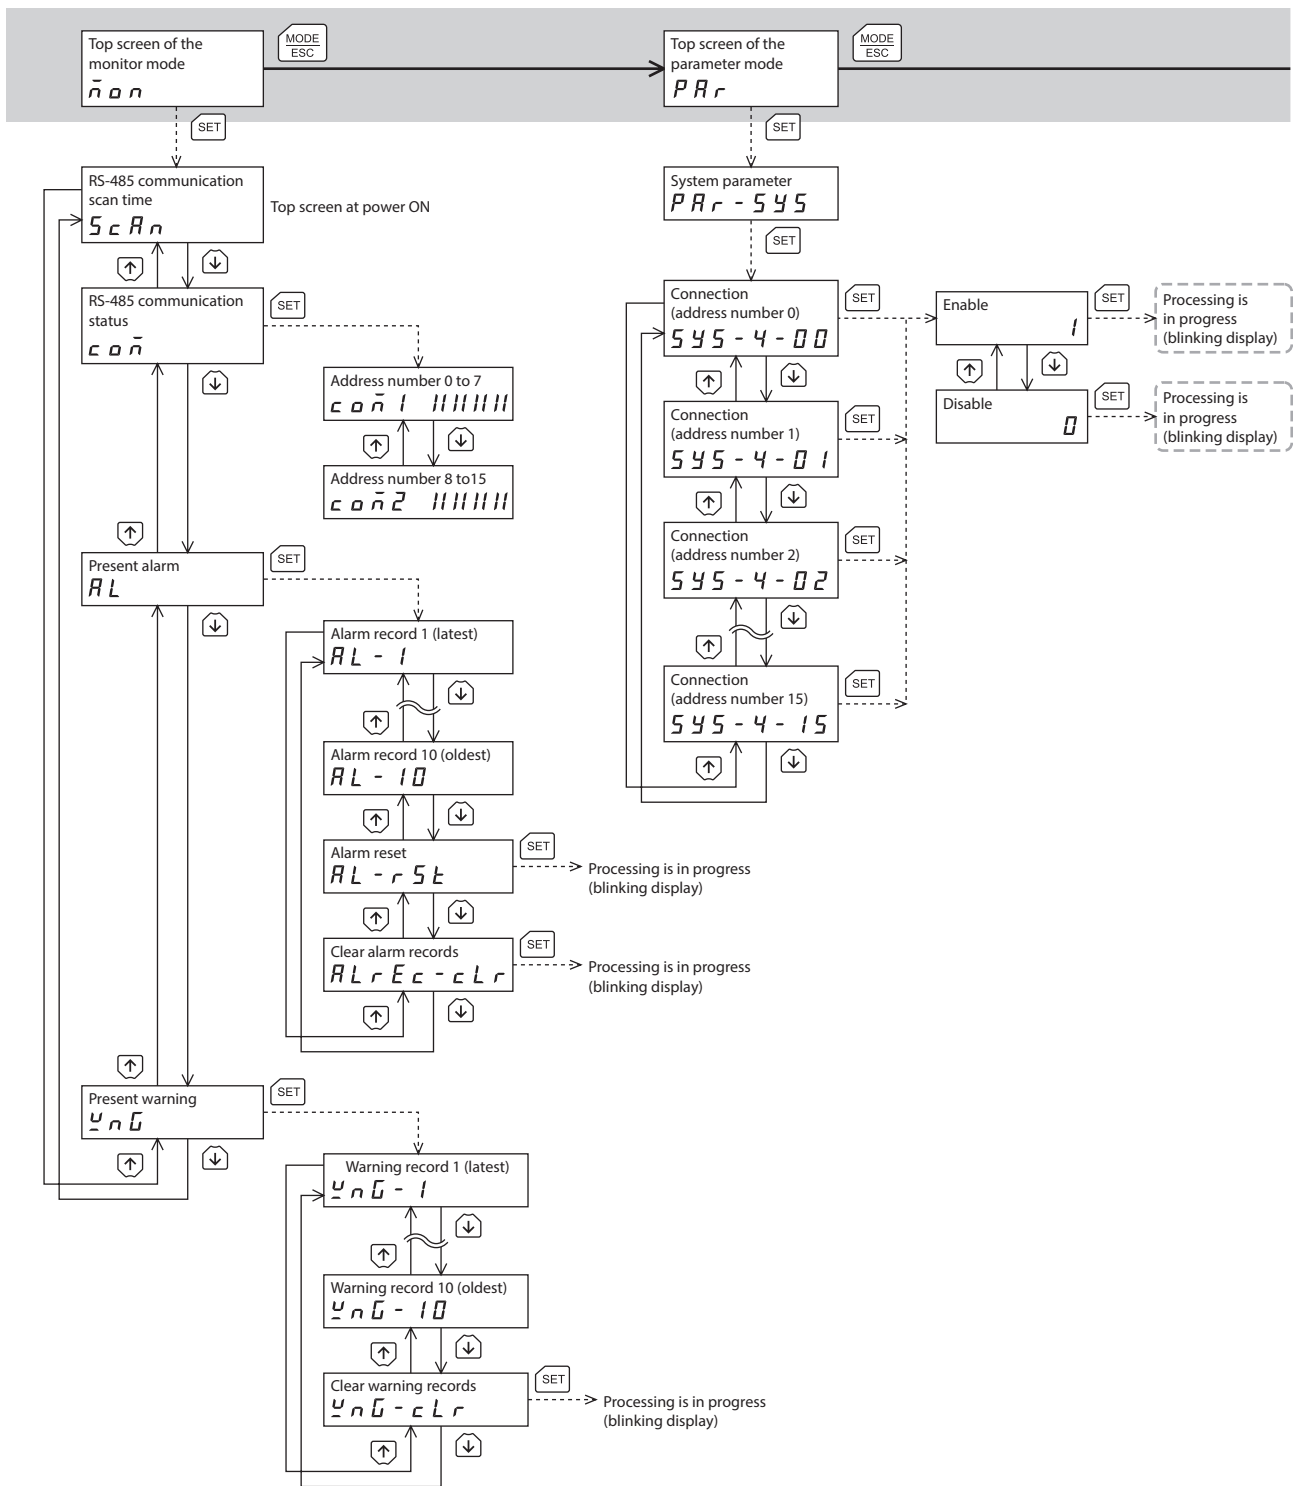 Top screen of the
monitor mode
m̄on
MODE
ESC
Top screen of the
parameter mode
PAr
MODE
ESC
SET
SET
RS-485 communication
scan time
ScAn
Top screen at power ON
System parameter
PAr-SYS
SET
RS-485 communication
status
com̄
SET
Address number 0 to 7
com̄1 11111111
Address number 8 to15
com̄2 11111111
Connection
(address number 0)
SYS-4-00
SET
Connection
(address number 1)
SYS-4-01
SET
Connection
(address number 2)
SYS-4-02
SET
Connection
(address number 15)
SYS-4-15
SET
Enable
1
SET
Processing is
in progress
(blinking display)
Disable
0
SET
Processing is
in progress
(blinking display)
Present alarm
AL
SET
Alarm record 1 (latest)
AL-1
Alarm record 10 (oldest)
AL-10
Alarm reset
AL-rSt
SET
Processing is in progress
(blinking display)
Clear alarm records
ALrEc-cLr
SET
Processing is in progress
(blinking display)
Present warning
WnG
SET
Warning record 1 (latest)
WnG-1
Warning record 10 (oldest)
WnG-10
Clear warning records
WnG-cLr
SET
Processing is in progress
(blinking display)